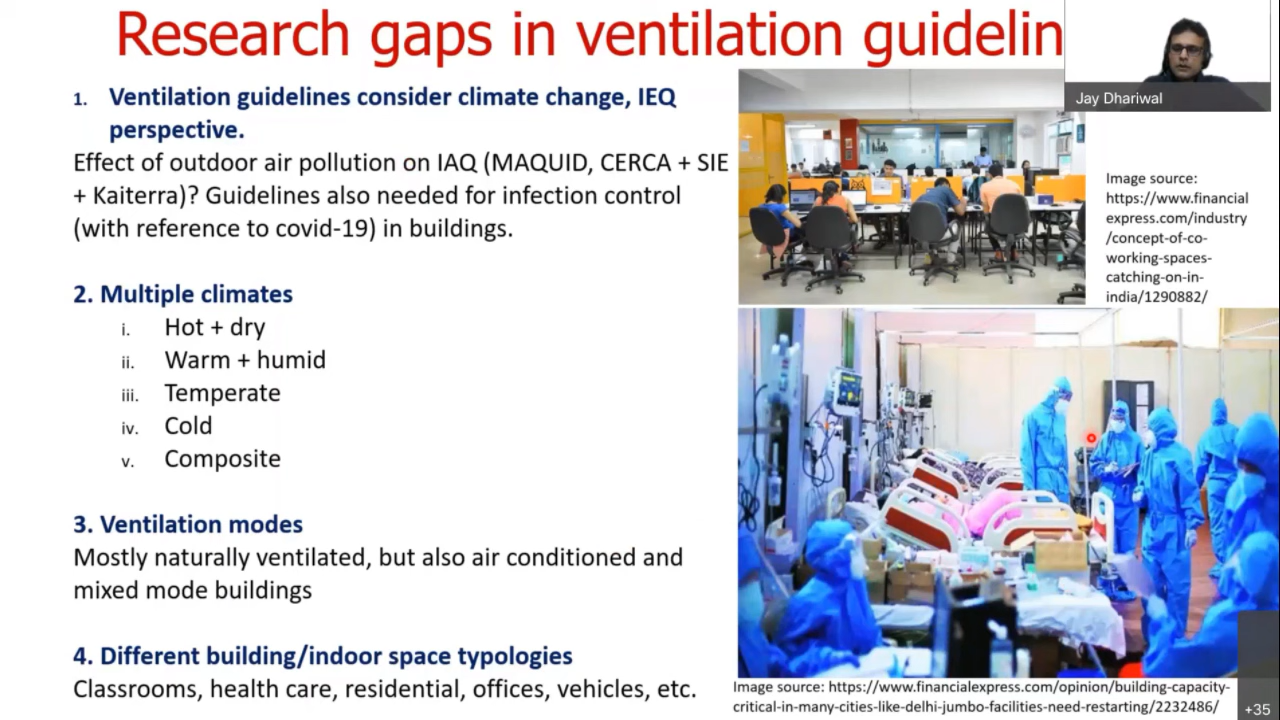 Research gaps in ventilation guidelin
1. Ventilation guidelines consider climate change, IEQ
perspective.
Effect of outdoor air pollution on IAQ (MAQUID, CERCA + SIE
+ Kaiterra)? Guidelines also needed for infection control
(with reference to covid-19) in buildings.
2. Multiple climates
i. Hot + dry
ii. Warm + humid
iii. Temperate
iv. Cold
v. Composite
3. Ventilation modes
Mostly naturally ventilated, but also air conditioned and
mixed mode buildings
4. Different building/indoor space typologies
Classrooms, health care, residential, offices, vehicles, etc.
Jay Dhariwal
Image source:
https://www.financial
express.com/industry
/concept-of-co-
working-spaces-
catching-on-in-
india/1290882/
Image source: https://www.financialexpress.com/opinion/building-capacity-
critical-in-many-cities-like-delhi-jumbo-facilities-need-restarting/2232486/
+35